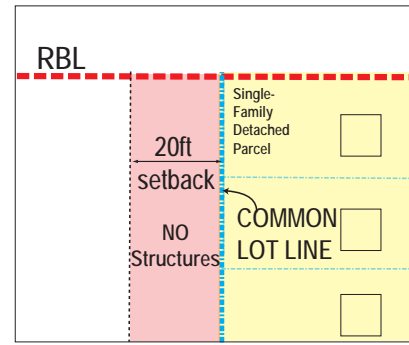 RBL
Single-
Family
Detached
Parcel
20ft
setback
COMMON
LOT LINE
NO
Structures